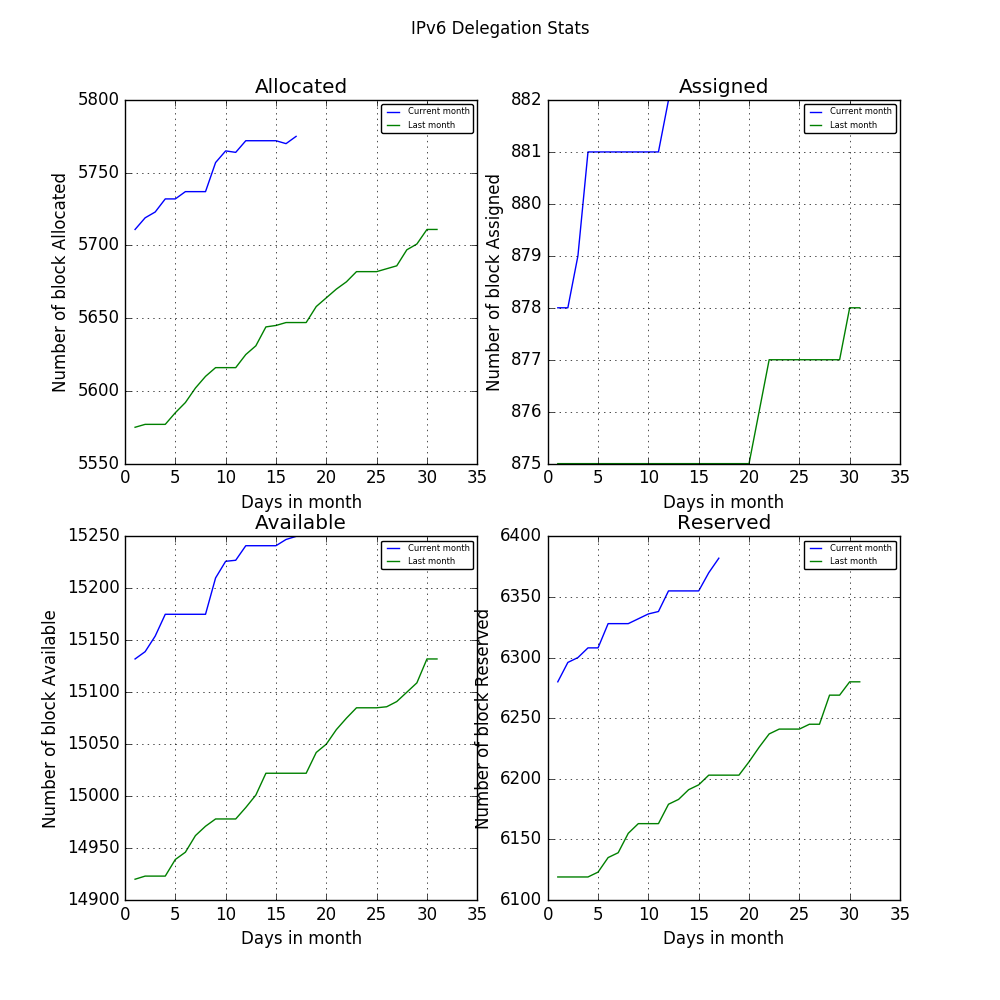 IPv6 Delegation Stats
Allocated
Number of block Allocated
5800
5750
5700
5650
5600
5550
0 5 10 15 20 25 30 35
Days in month
Current month
Last month
Assigned
Number of block Assigned
882
881
880
879
878
877
876
875
0 5 10 15 20 25 30 35
Days in month
Current month
Last month
Available
Number of block Available
15250
15200
15150
15100
15050
15000
14950
14900
0 5 10 15 20 25 30 35
Days in month
Current month
Last month
Reserved
Number of block Reserved
6400
6350
6300
6250
6200
6150
6100
0 5 10 15 20 25 30 35
Days in month
Current month
Last month